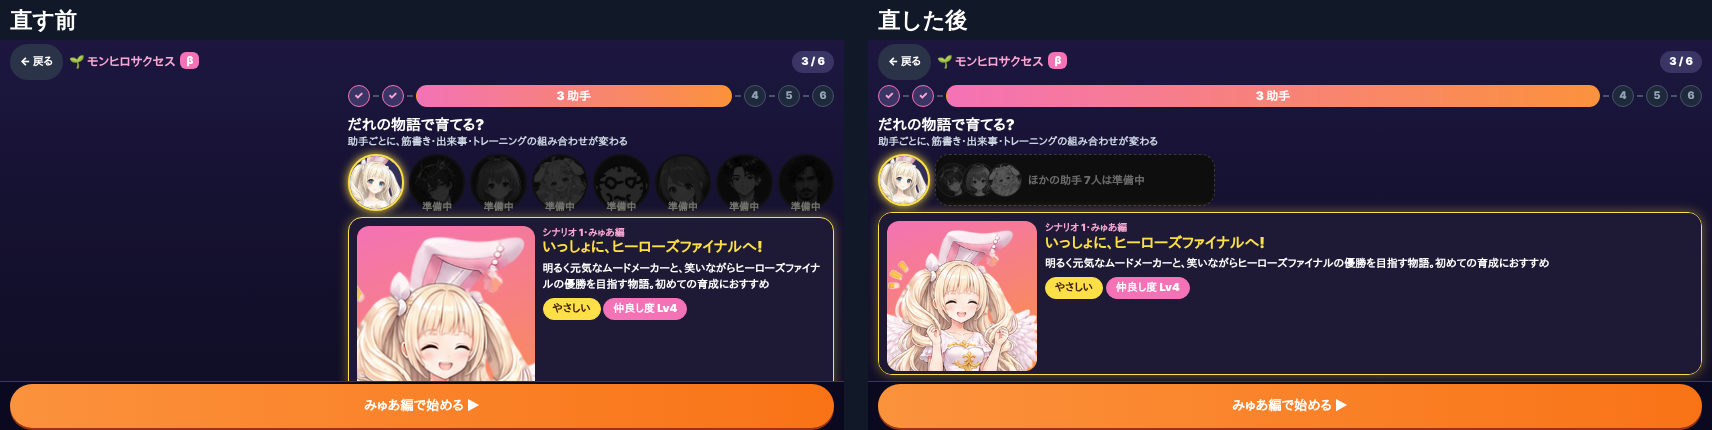 直す前
← 戻る 🌱 モンヒロサクセス β 3 / 6
✓ ✓ 3 助手 4 5 6
だれの物語で育てる?
助手ごとに、筋書き・出来事・トレーニングの組み合わせが変わる
準備中 準備中 準備中 準備中 準備中 準備中 準備中
シナリオ 1・みゅあ編
いっしょに、ヒーローズファイナルへ!
明るく元気なムードメーカーと、笑いながらヒーローズファイナ
ルの優勝を目指す物語。初めての育成におすすめ
やさしい 仲良し度 Lv4
みゅあ編で始める ▶
直した後
← 戻る 🌱 モンヒロサクセス β 3 / 6
✓ ✓ 3 助手 4 5 6
だれの物語で育てる?
助手ごとに、筋書き・出来事・トレーニングの組み合わせが変わる
ほかの助手 7人は準備中
シナリオ 1・みゅあ編
いっしょに、ヒーローズファイナルへ!
明るく元気なムードメーカーと、笑いながらヒーローズファイナルの優勝を目指す物語。初めての育成におすすめ
やさしい 仲良し度 Lv4
みゅあ編で始める ▶